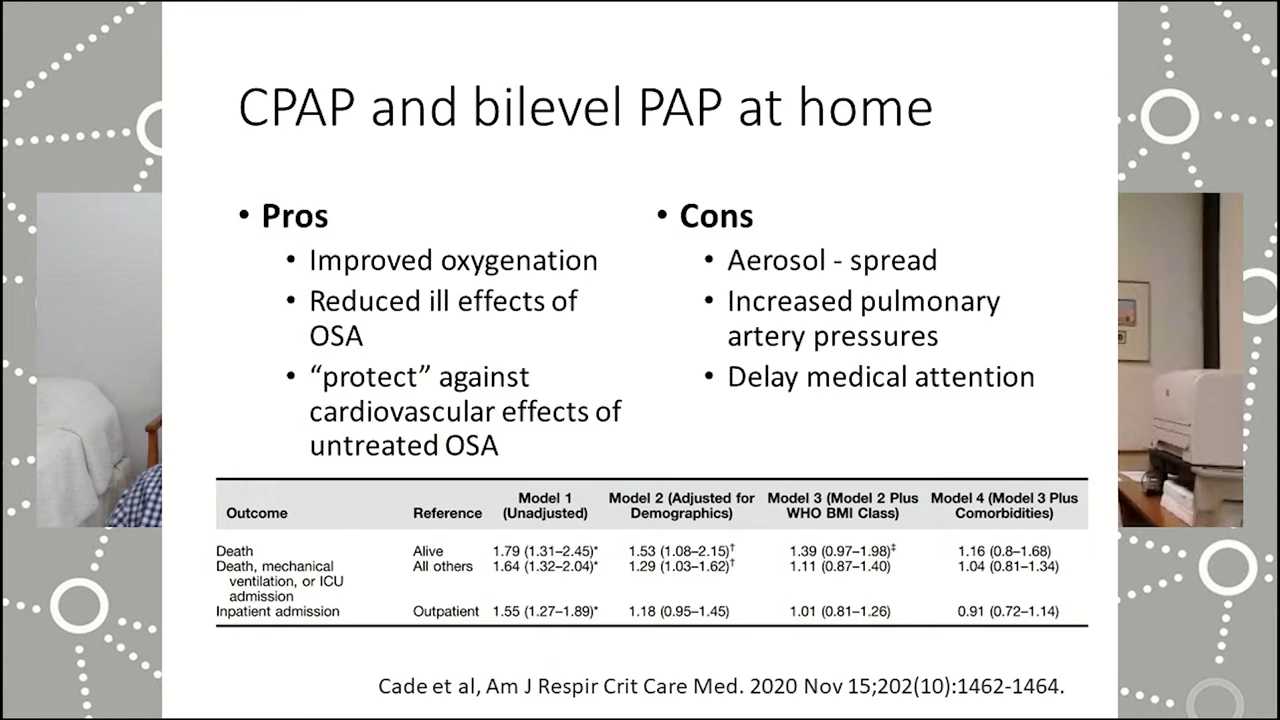 CPAP and bilevel PAP at home
• Pros
• Improved oxygenation
• Reduced ill effects of
OSA
• “protect” against
cardiovascular effects of
untreated OSA
• Cons
• Aerosol - spread
• Increased pulmonary
artery pressures
• Delay medical attention
Outcome Reference Model 1 (Unadjusted) Model 2 (Adjusted for Demographics) Model 3 (Model 2 Plus WHO BMI Class) Model 4 (Model 3 Plus Comorbidities)
Death Alive 1.79 (1.31–2.45)* 1.53 (1.08–2.15)† 1.39 (0.97–1.98)‡ 1.16 (0.8–1.68)
Death, mechanical All others 1.64 (1.32–2.04)* 1.29 (1.03–1.62)† 1.11 (0.87–1.40) 1.04 (0.81–1.34)
ventilation, or ICU
admission
Inpatient admission Outpatient 1.55 (1.27–1.89)* 1.18 (0.95–1.45) 1.01 (0.81–1.26) 0.91 (0.72–1.14)
Cade et al, Am J Respir Crit Care Med. 2020 Nov 15;202(10):1462-1464.